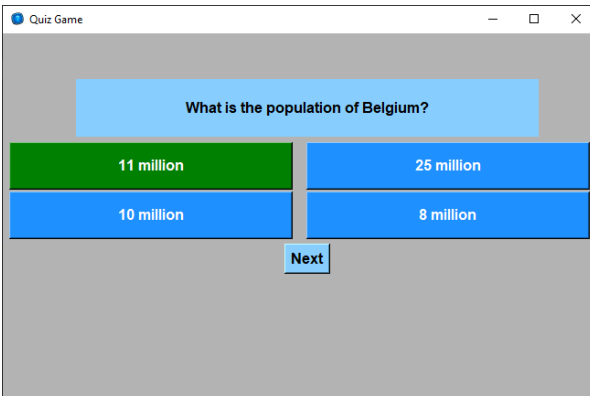 Quiz Game
What is the population of Belgium?
11 million
25 million
10 million
8 million
Next